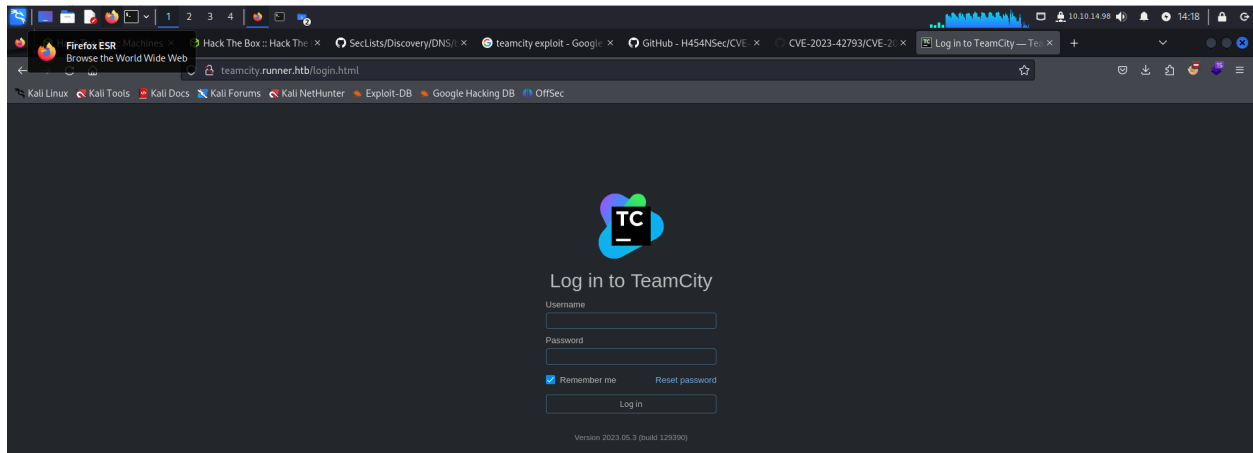 1 2 3 4 10.10.14.98 14:18
Firefox ESR
Browse the World Wide Web
Machines
Hack The Box :: Hack The
SecLists/Discovery/DNS/
teamcity exploit - Google
GitHub - H454NSec/CVE-
CVE-2023-42793/CVE-20
TC Log in to TeamCity — Tea
teamcity.runner.htb/login.html
Kali Linux Kali Tools Kali Docs Kali Forums Kali NetHunter Exploit-DB Google Hacking DB OffSec
TC
Log in to TeamCity
Username
Password
Remember me Reset password
Log in
Version 2023.05.3 (build 129390)